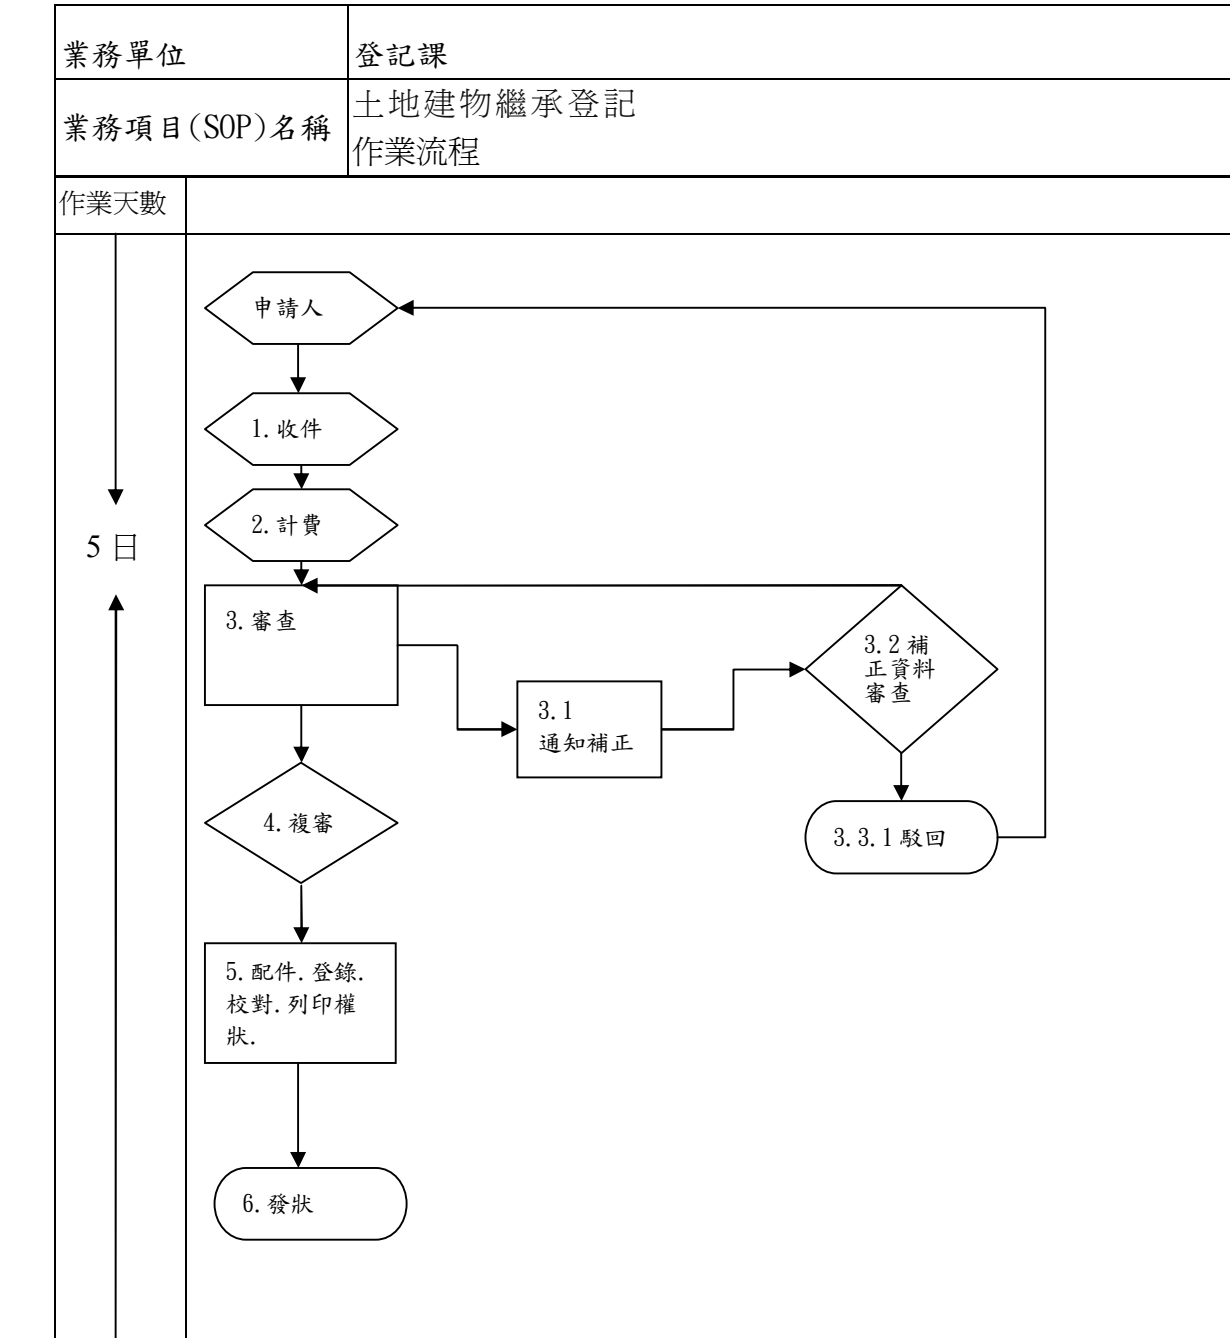 業務單位
登記課
業務項目(SOP)名稱
土地建物繼承登記
作業流程
作業天數
申請人
1.收件
2.計費
5日
3.審查
3.2補
正資料
審查
3.1
通知補正
4.複審
3.3.1駁回
5.配件.登錄.
校對.列印權
狀.
6.發狀